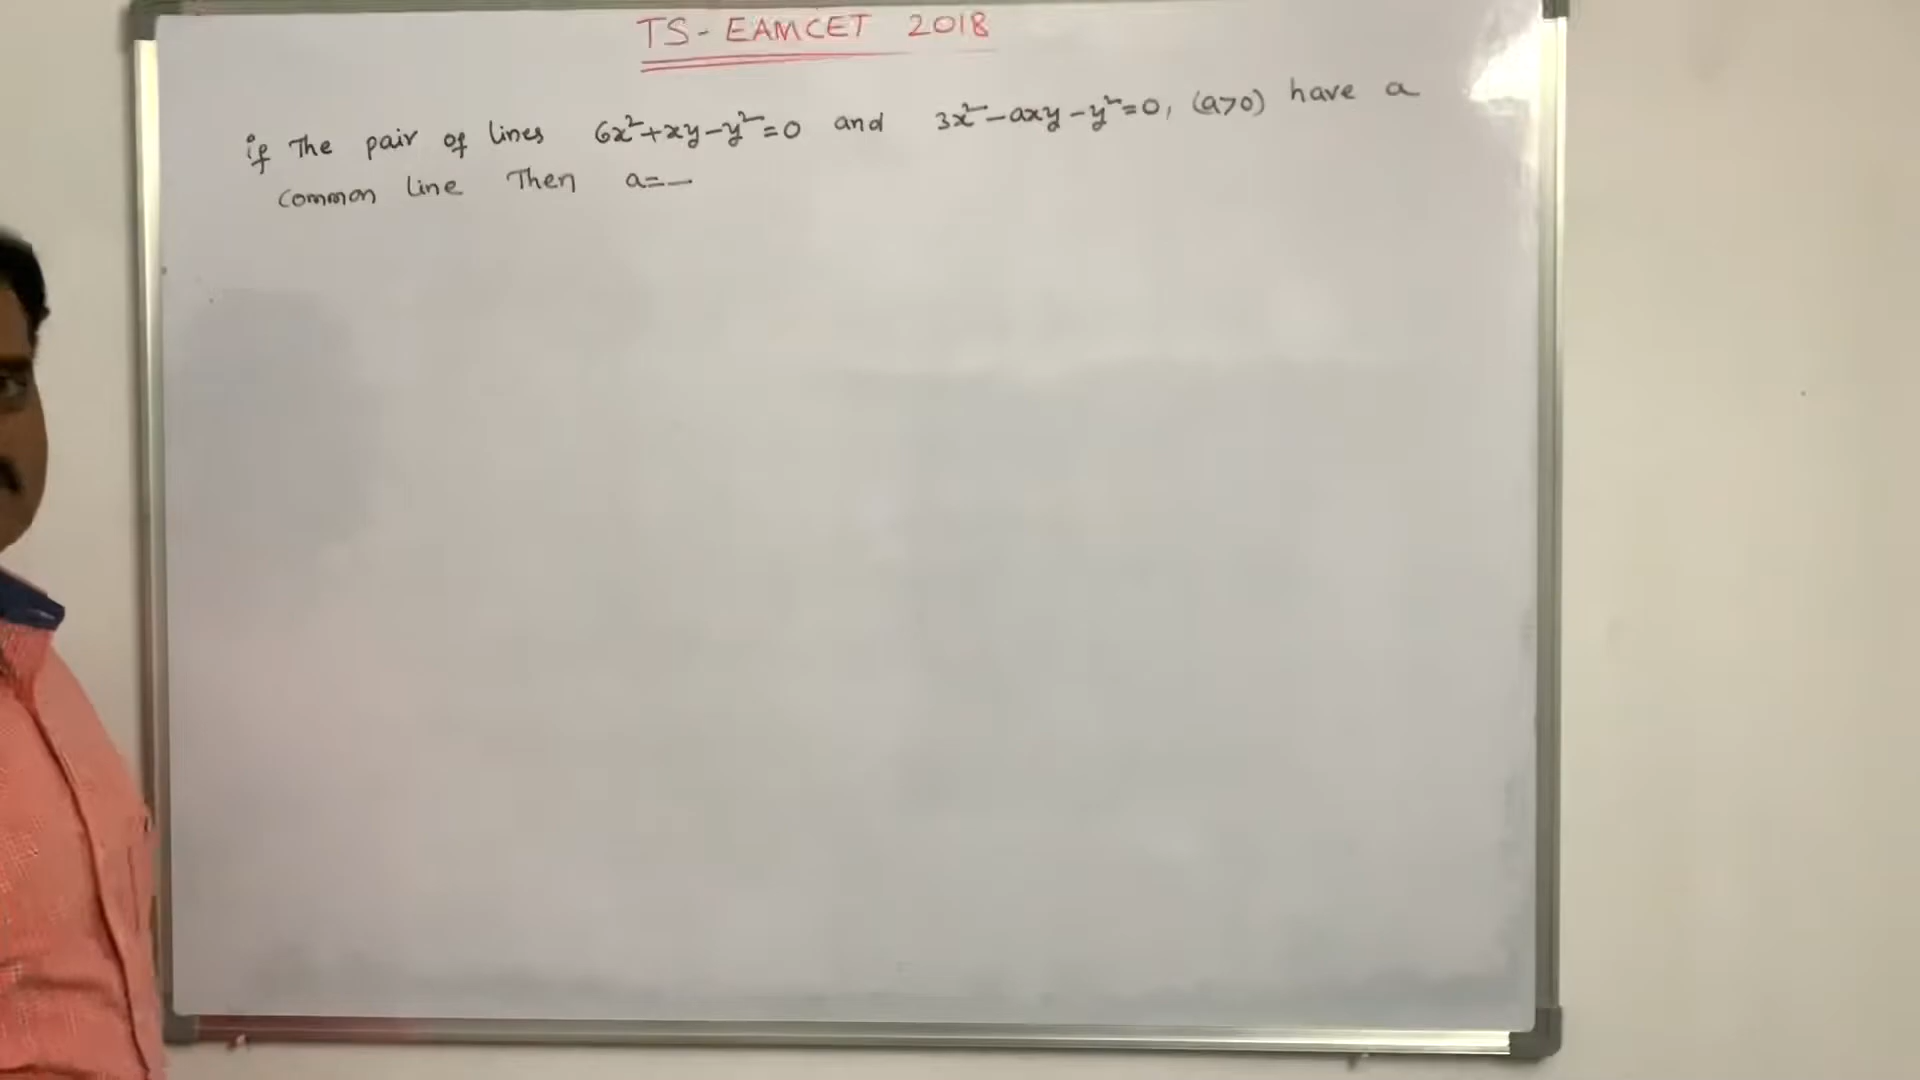 TS - EAMCET 2018
if The pair of lines 6x²+xy-y²=0 and 3x²-axy-y²=0, (a>0) have a
common line Then a=—